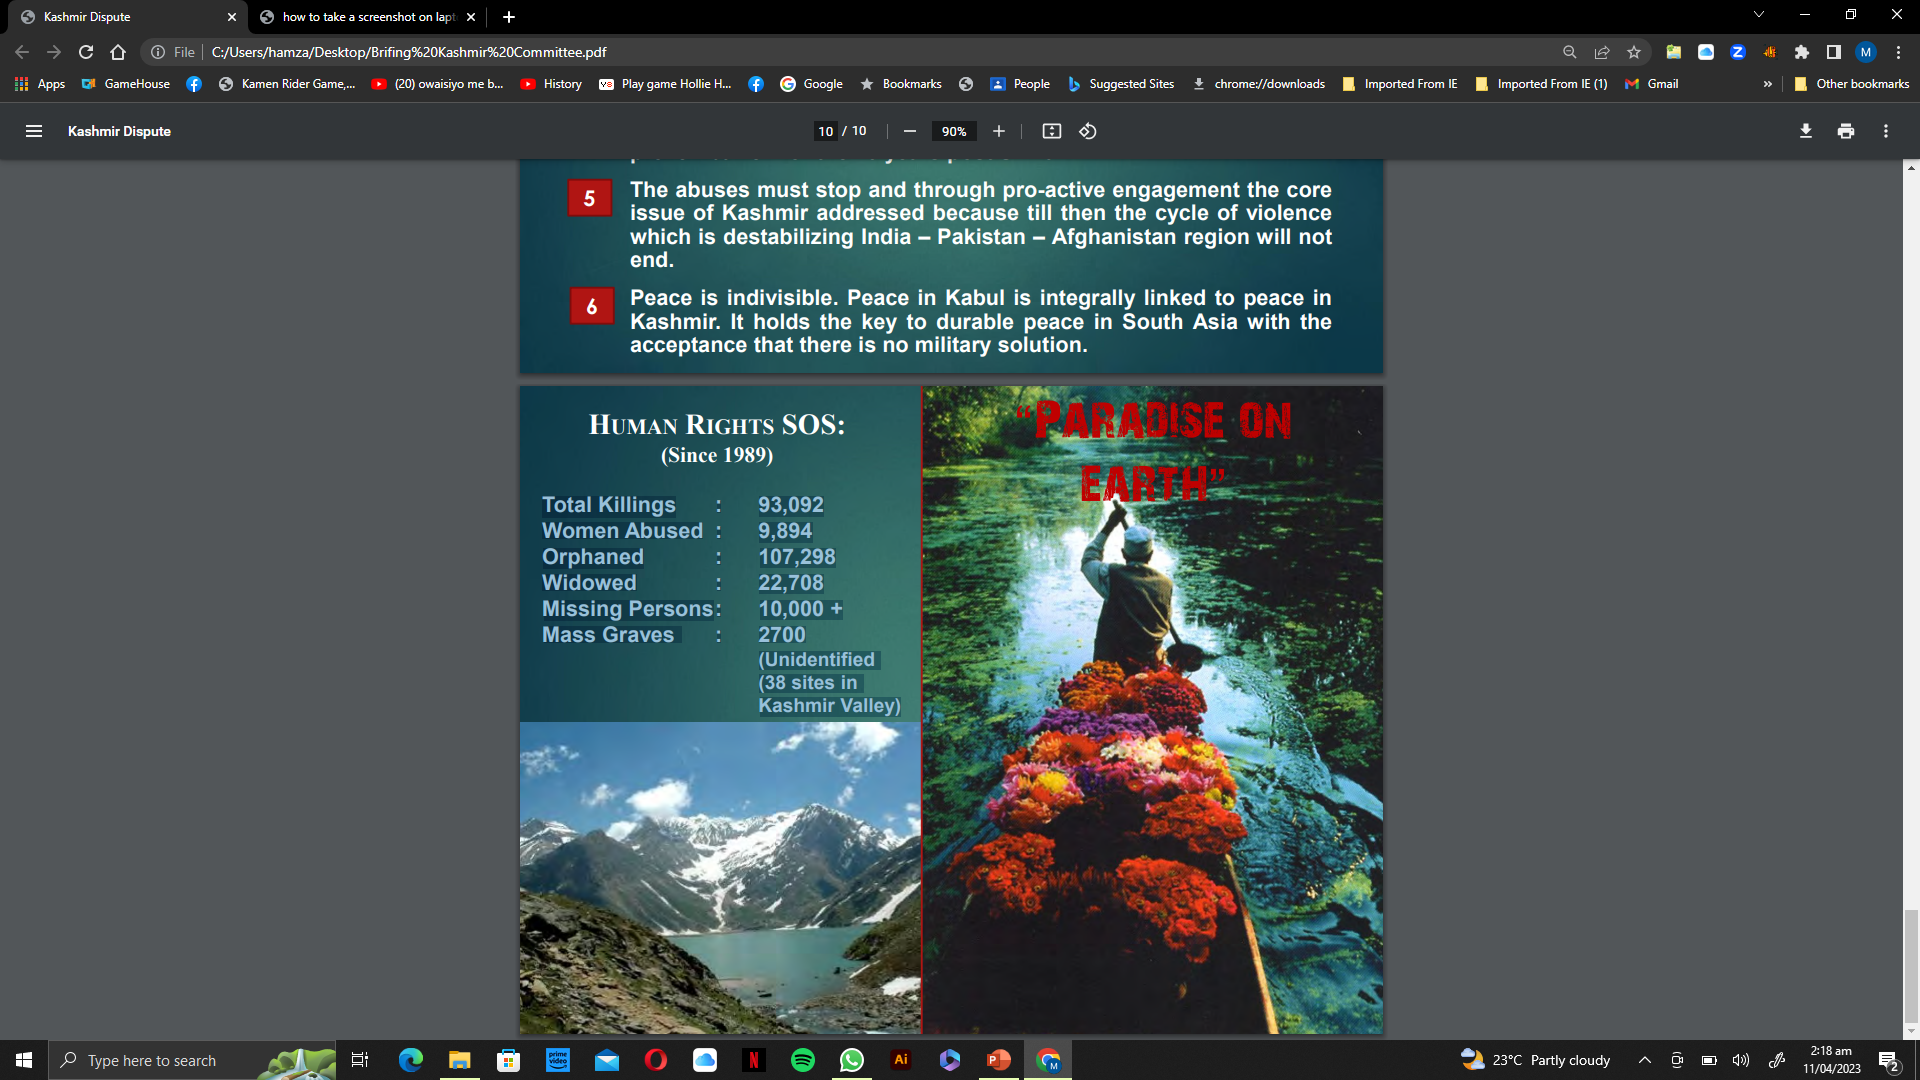 Kashmir Dispute
how to take a screenshot on lapt
File
C:/Users/hamza/Desktop/Brifing%20Kashmir%20Committee.pdf
M
Apps
GameHouse
Kamen Rider Game,...
(20) owaisiyo me b...
History
Play game Hollie H...
Google
Bookmarks
People
Suggested Sites
chrome://downloads
Imported From IE
Imported From IE (1)
Gmail
»
Other bookmarks
Kashmir Dispute
10 / 10
90%
5
The abuses must stop and through pro-active engagement the core
issue of Kashmir addressed because till then the cycle of violence
which is destabilizing India – Pakistan – Afghanistan region will not
end.
6
Peace is indivisible. Peace in Kabul is integrally linked to peace in
Kashmir. It holds the key to durable peace in South Asia with the
acceptance that there is no military solution.
HUMAN RIGHTS SOS:
(Since 1989)
Total Killings : 93,092
Women Abused : 9,894
Orphaned : 107,298
Widowed : 22,708
Missing Persons: 10,000 +
Mass Graves : 2700
(Unidentified
(38 sites in
Kashmir Valley)
“PARADISE ON
EARTH”
Type here to search
prime video
Ai
23°C Partly cloudy
2:18 am
11/04/2023
2